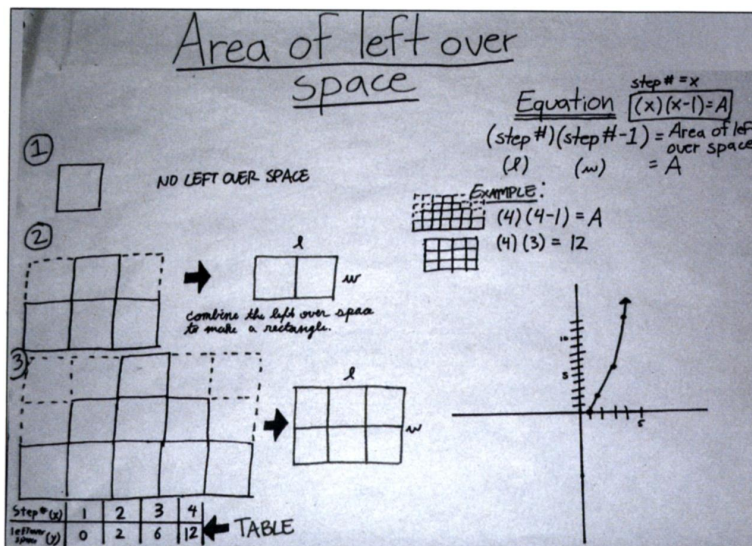 Area of left over
space
step# = x
Equation (x)(x-1)=A
(step#)(step#-1) = Area of left
over space
(l) (w) = A
1
NO LEFT OVER SPACE
EXAMPLE:
(4)(4-1) = A
(4)(3) = 12
2
l
w
combine the left over space
to make a rectangle.
3
l
w
10
5
5
Step#(x) 1 2 3 4
leftover
space (y) 0 2 6 12
TABLE